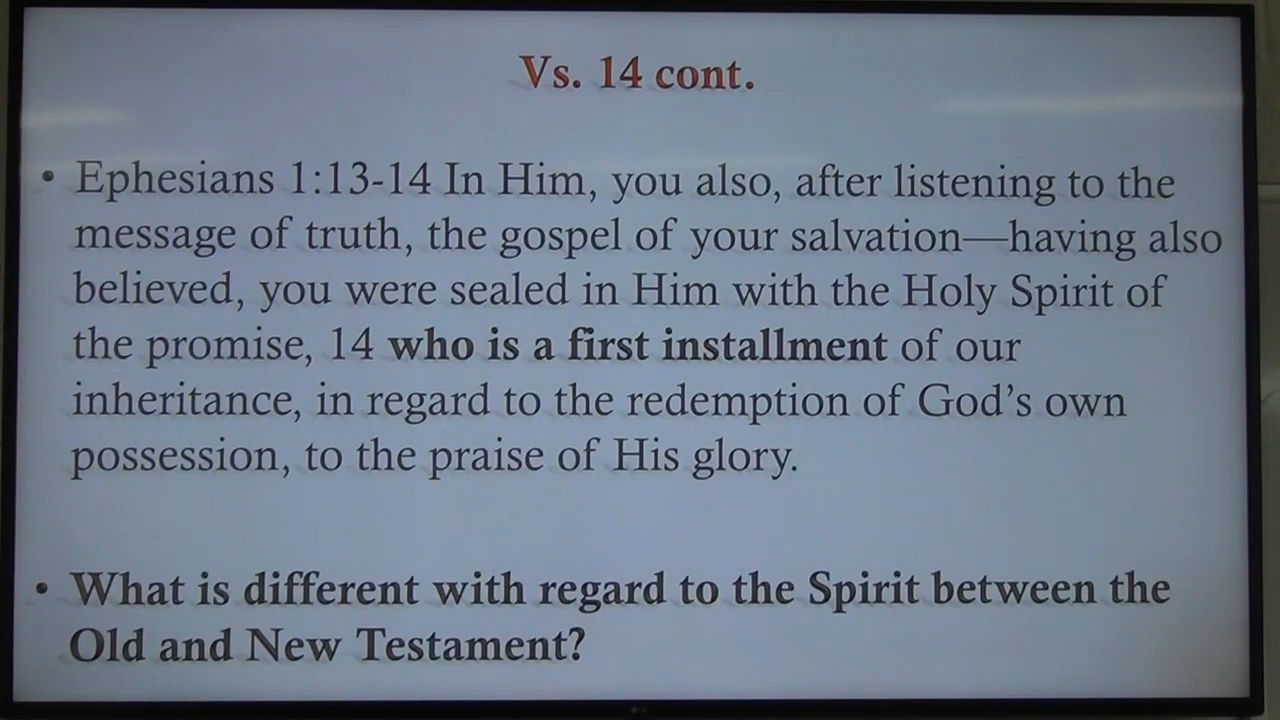 Vs. 14 cont.
• Ephesians 1:13-14 In Him, you also, after listening to the
message of truth, the gospel of your salvation—having also
believed, you were sealed in Him with the Holy Spirit of
the promise, 14 who is a first installment of our
inheritance, in regard to the redemption of God's own
possession, to the praise of His glory.
• What is different with regard to the Spirit between the
Old and New Testament?